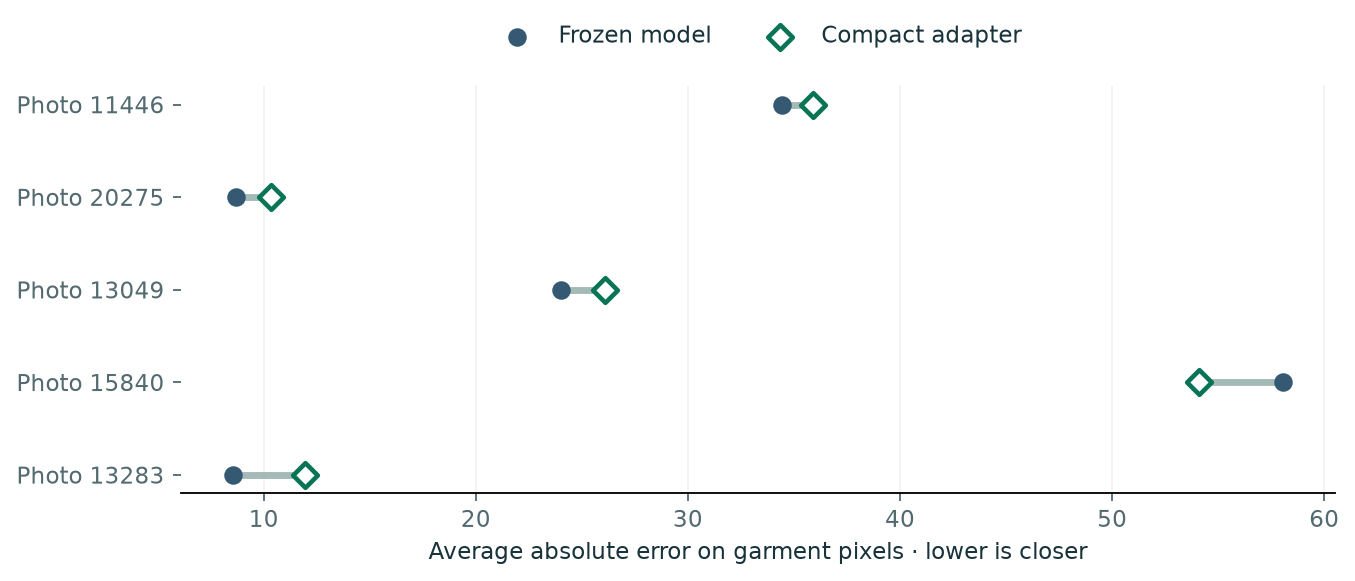 Frozen model Compact adapter
Photo 11446
Photo 20275
Photo 13049
Photo 15840
Photo 13283
10 20 30 40 50 60
Average absolute error on garment pixels · lower is closer